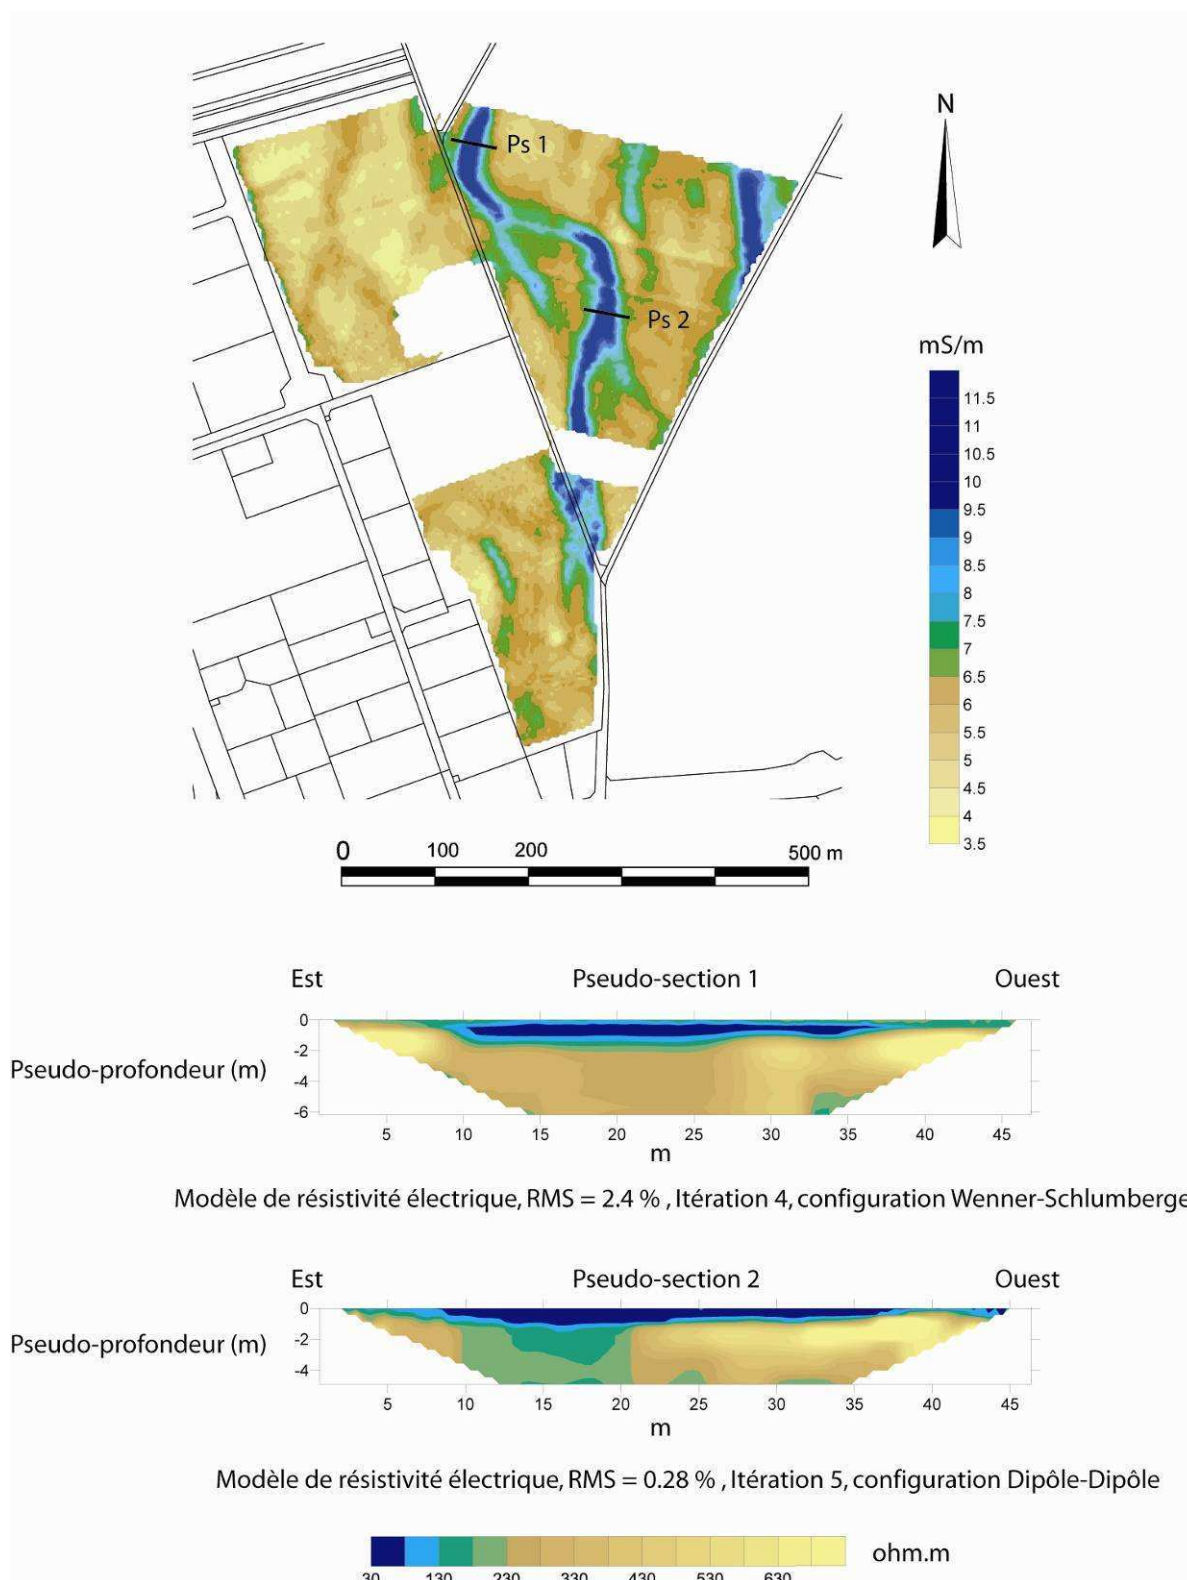 N
Ps 1
Ps 2
mS/m
11.5
11
10.5
10
9.5
9
8.5
8
7.5
7
6.5
6
5.5
5
4.5
4
3.5
0 100 200 500 m
Est Pseudo-section 1 Ouest
Pseudo-profondeur (m)
0
-2
-4
-6
5 10 15 20 25 30 35 40 45
m
Modèle de résistivité électrique, RMS = 2.4 % , Itération 4, configuration Wenner-Schlumberge
Est Pseudo-section 2 Ouest
Pseudo-profondeur (m)
0
-2
-4
5 10 15 20 25 30 35 40 45
m
Modèle de résistivité électrique, RMS = 0.28 % , Itération 5, configuration Dipôle-Dipôle
ohm.m
30 130 230 330 430 530 630